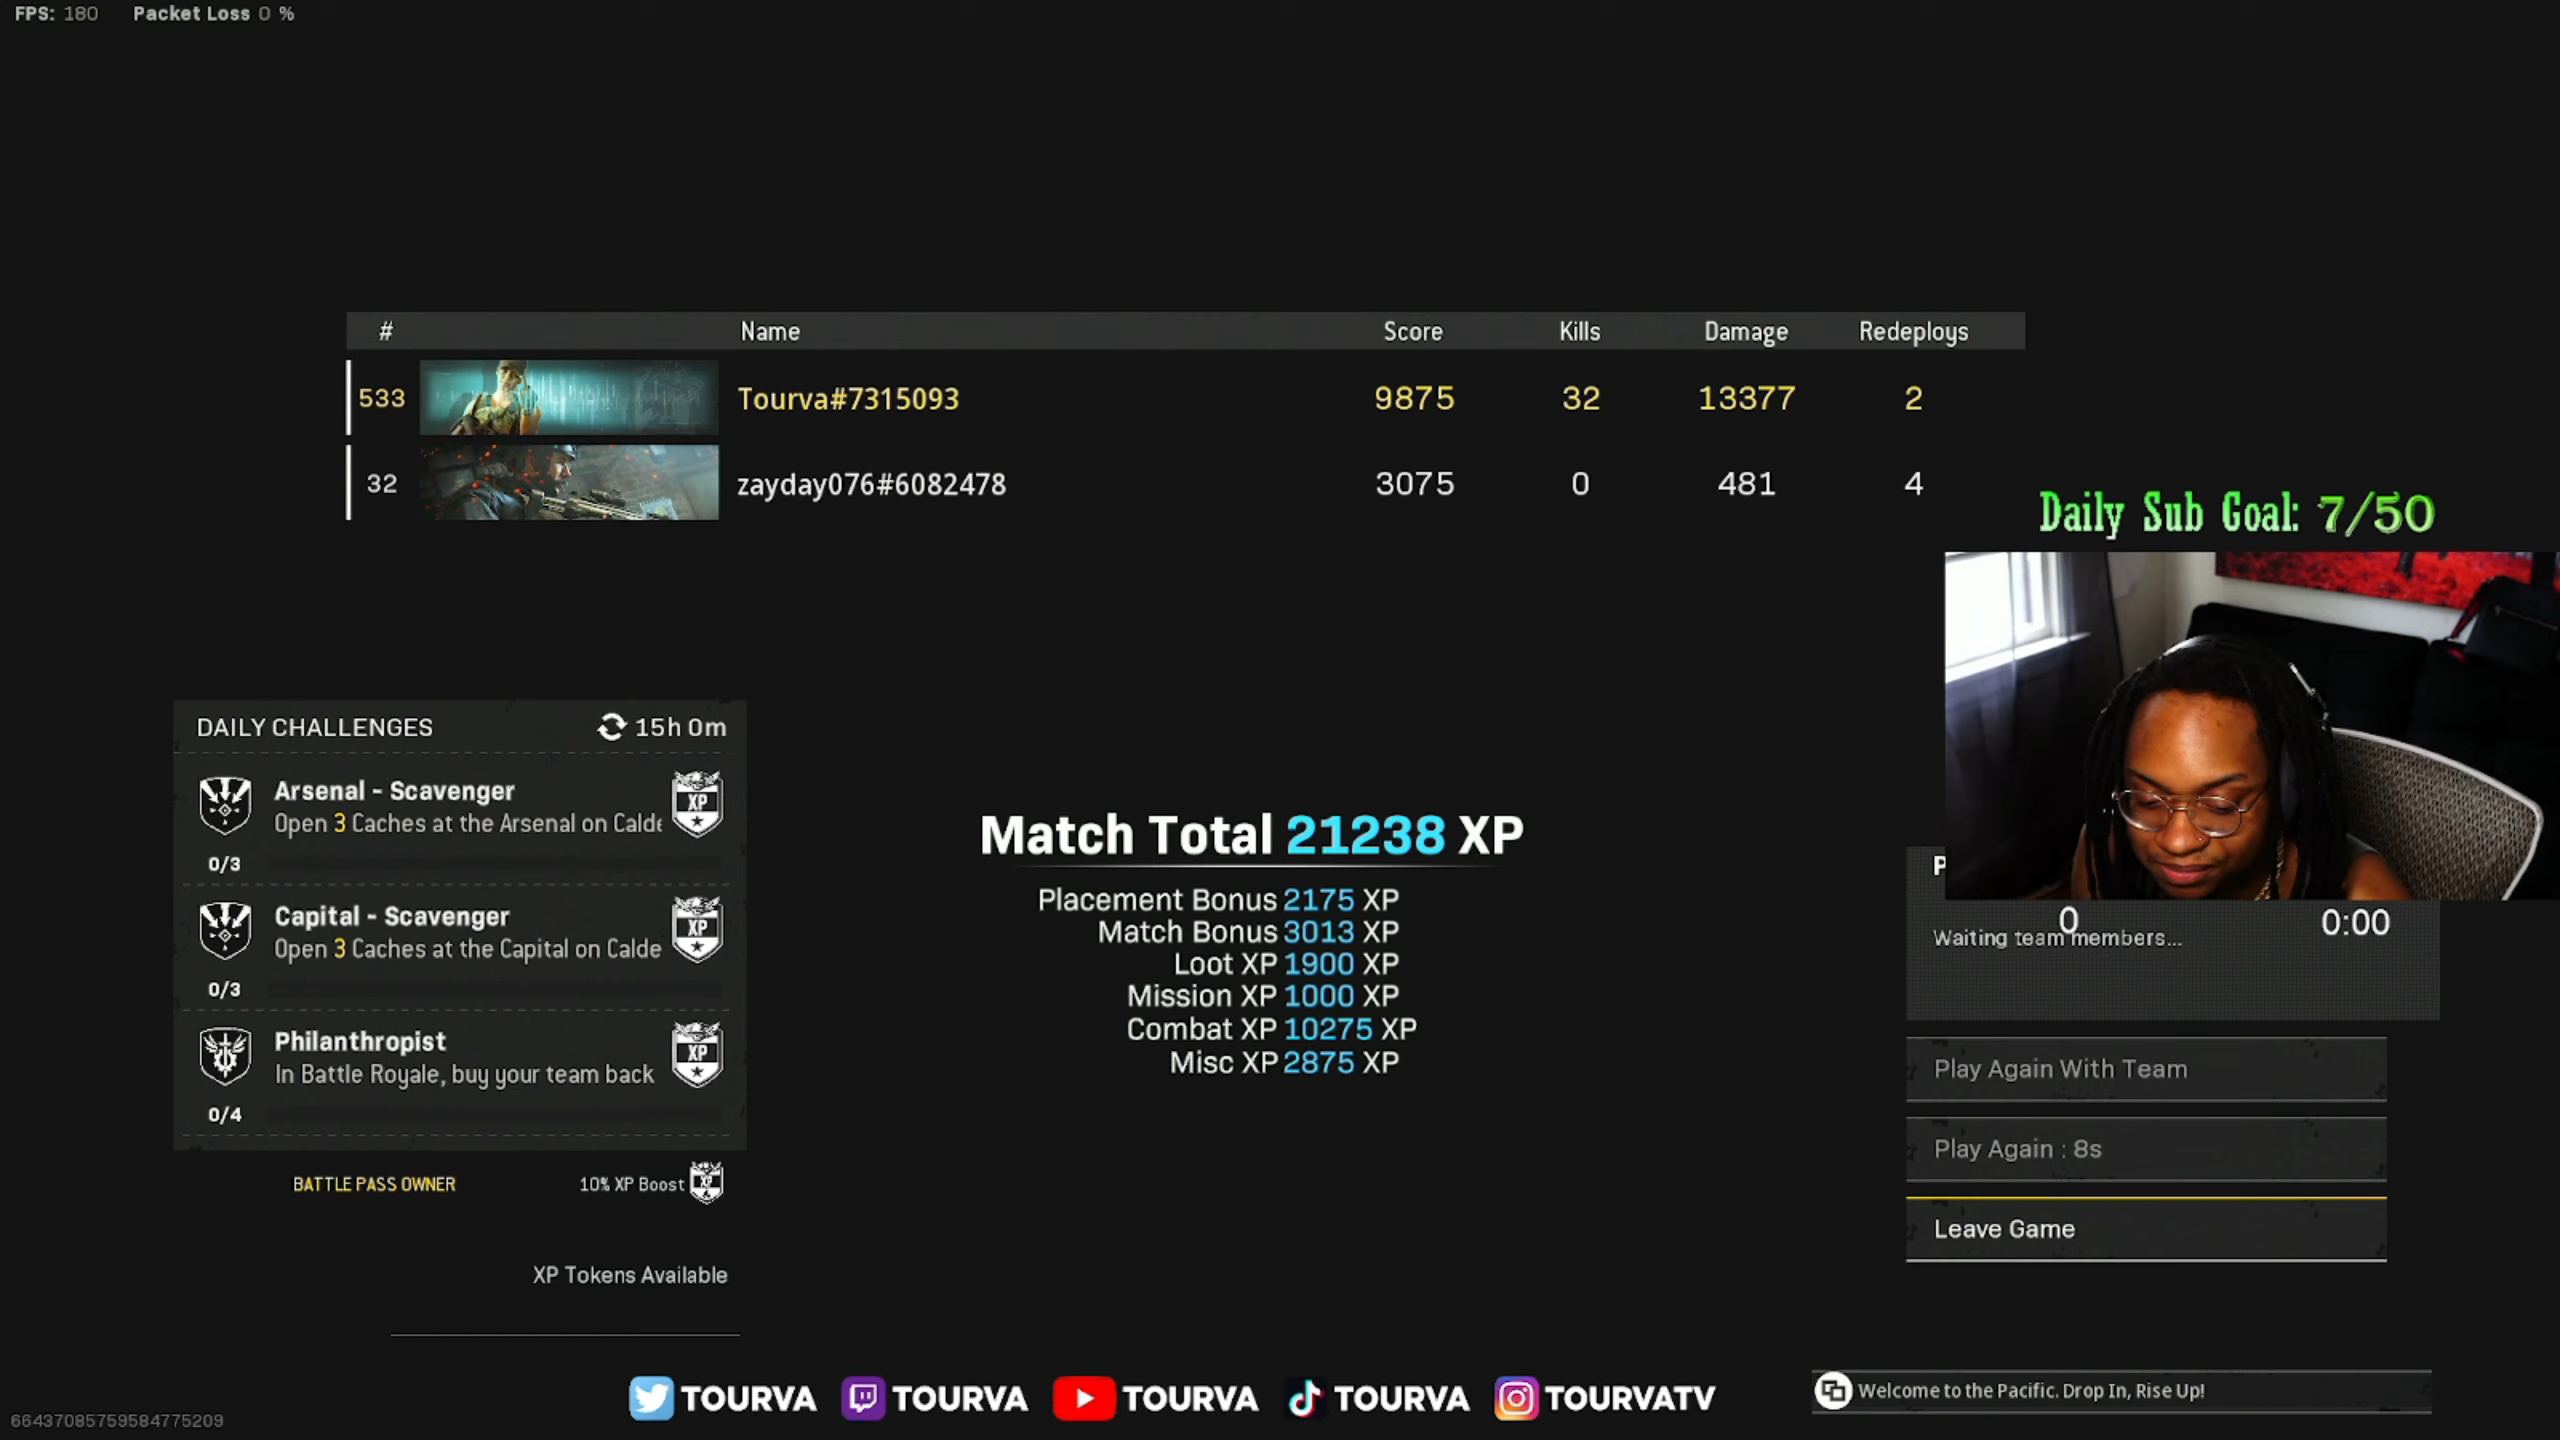 FPS: 180 Packet Loss 0 %
# Name Score Kills Damage Redeploys
533 Tourva#7315093 9875 32 13377 2
32 zayday076#6082478 3075 0 481 4
Daily Sub Goal: 7/50
DAILY CHALLENGES 15h 0m
Arsenal - Scavenger
Open 3 Caches at the Arsenal on Calde
XP
0/3
Capital - Scavenger
Open 3 Caches at the Capital on Calde
XP
0/3
Philanthropist
In Battle Royale, buy your team back
XP
0/4
BATTLE PASS OWNER 10% XP Boost XP
XP Tokens Available
Match Total 21238 XP
Placement Bonus 2175 XP
Match Bonus 3013 XP
Loot XP 1900 XP
Mission XP 1000 XP
Combat XP 10275 XP
Misc XP 2875 XP
P
0 0:00
Waiting team members...
Play Again With Team
Play Again : 8s
Leave Game
TOURVA TOURVA TOURVA TOURVA TOURVATV
Welcome to the Pacific. Drop In, Rise Up!
66437085759584775209